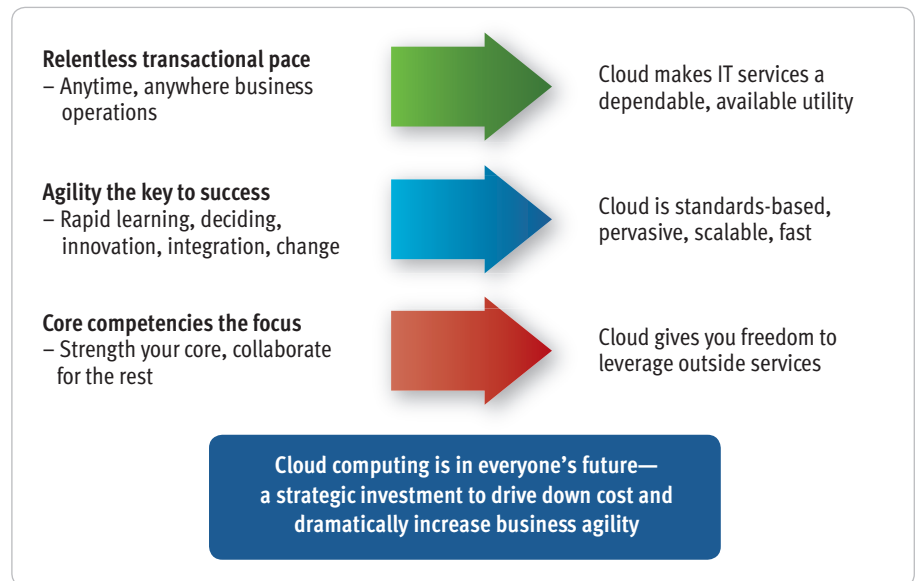 Relentless transactional pace
– Anytime, anywhere business
operations
Cloud makes IT services a
dependable, available utility
Agility the key to success
– Rapid learning, deciding,
innovation, integration, change
Cloud is standards-based,
pervasive, scalable, fast
Core competencies the focus
– Strength your core, collaborate
for the rest
Cloud gives you freedom to
leverage outside services
Cloud computing is in everyone’s future—
a strategic investment to drive down cost and
dramatically increase business agility